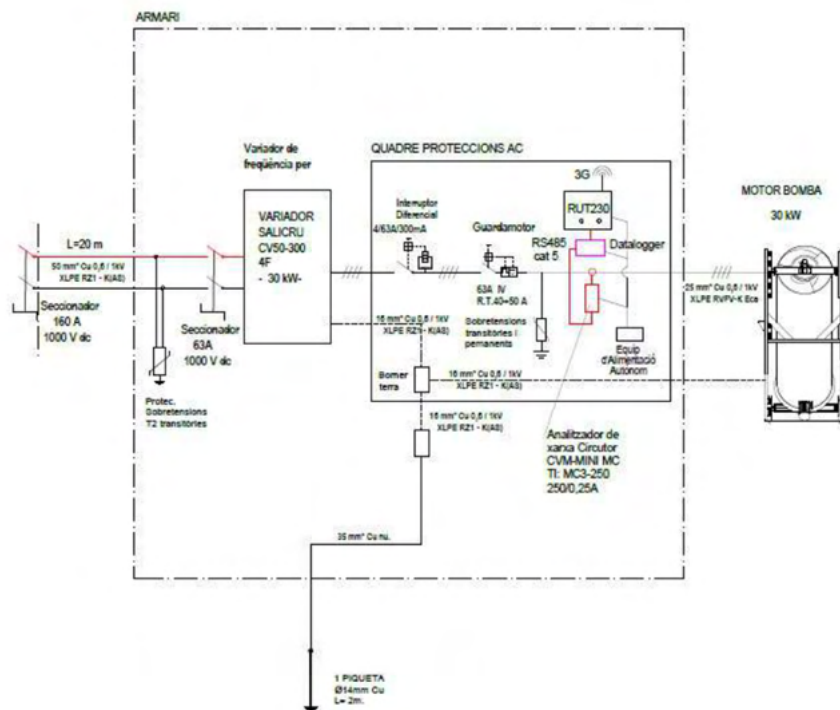 ARMARI
Variador de
freqüència per
VARIADOR
SALICRU
CV50-300
4F
- 30 kW-
QUADRE PROTECCIONS AC
Interruptor
Diferencial
4/63A/300mA
Guardamotor
63A IV
R.T.40=50 A
Sobretensions
transitòries i
permanents
3G
RUT230
RS485
cat 5
Datalogger
Equip
d'Alimentació
Autonom
MOTOR BOMBA
30 kW
25 mm² Cu 0,6 / 1kV
XLPE RVFV-K Eca
L=20 m
50 mm² Cu 0,6 / 1kV
XLPE RZ1 - K(AS)
Seccionador
160 A
1000 V dc
Seccionador
63A
1000 V dc
Protec.
Sobretensions
T2 transitòries
16 mm² Cu 0,6 / 1kV
XLPE RZ1 - K(AS)
Borner
terra
16 mm² Cu 0,6 / 1kV
XLPE RZ1 - K(AS)
16 mm² Cu 0,6 / 1kV
XLPE RZ1 - K(AS)
Analitzador de
xarxa Circutor
CVM-MINI MC
TI: MC3-250
250/0,25A
35 mm² Cu nu.
1 PIQUETA
Ø14mm Cu
L= 2m.